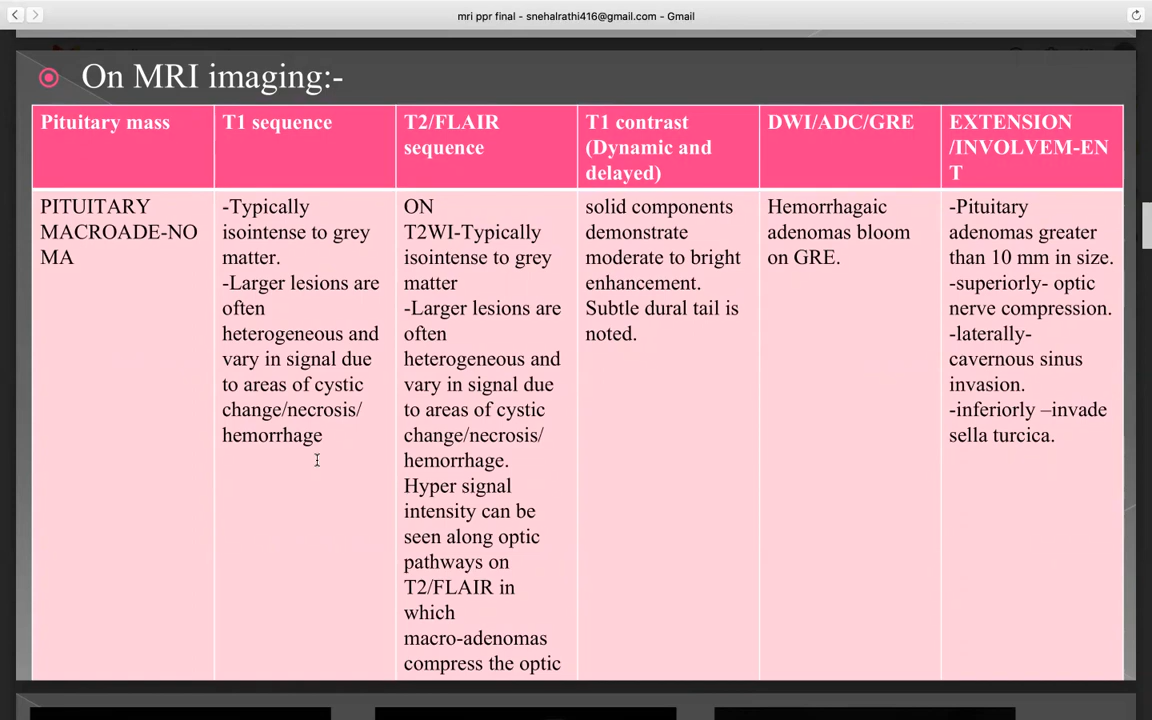 mri ppr final - snehalrathi416@gmail.com - Gmail
On MRI imaging:-
Pituitary mass
T1 sequence
T2/FLAIR
sequence
T1 contrast
(Dynamic and
delayed)
DWI/ADC/GRE
EXTENSION
/INVOLVEM-EN
T
PITUITARY
MACROADE-NO
MA
-Typically
isointense to grey
matter.
-Larger lesions are
often
heterogeneous and
vary in signal due
to areas of cystic
change/necrosis/
hemorrhage
ON
T2WI-Typically
isointense to grey
matter
-Larger lesions are
often
heterogeneous and
vary in signal due
to areas of cystic
change/necrosis/
hemorrhage.
Hyper signal
intensity can be
seen along optic
pathways on
T2/FLAIR in
which
macro-adenomas
compress the optic
solid components
demonstrate
moderate to bright
enhancement.
Subtle dural tail is
noted.
Hemorrhagaic
adenomas bloom
on GRE.
-Pituitary
adenomas greater
than 10 mm in size.
-superiorly- optic
nerve compression.
-laterally-
cavernous sinus
invasion.
-inferiorly –invade
sella turcica.